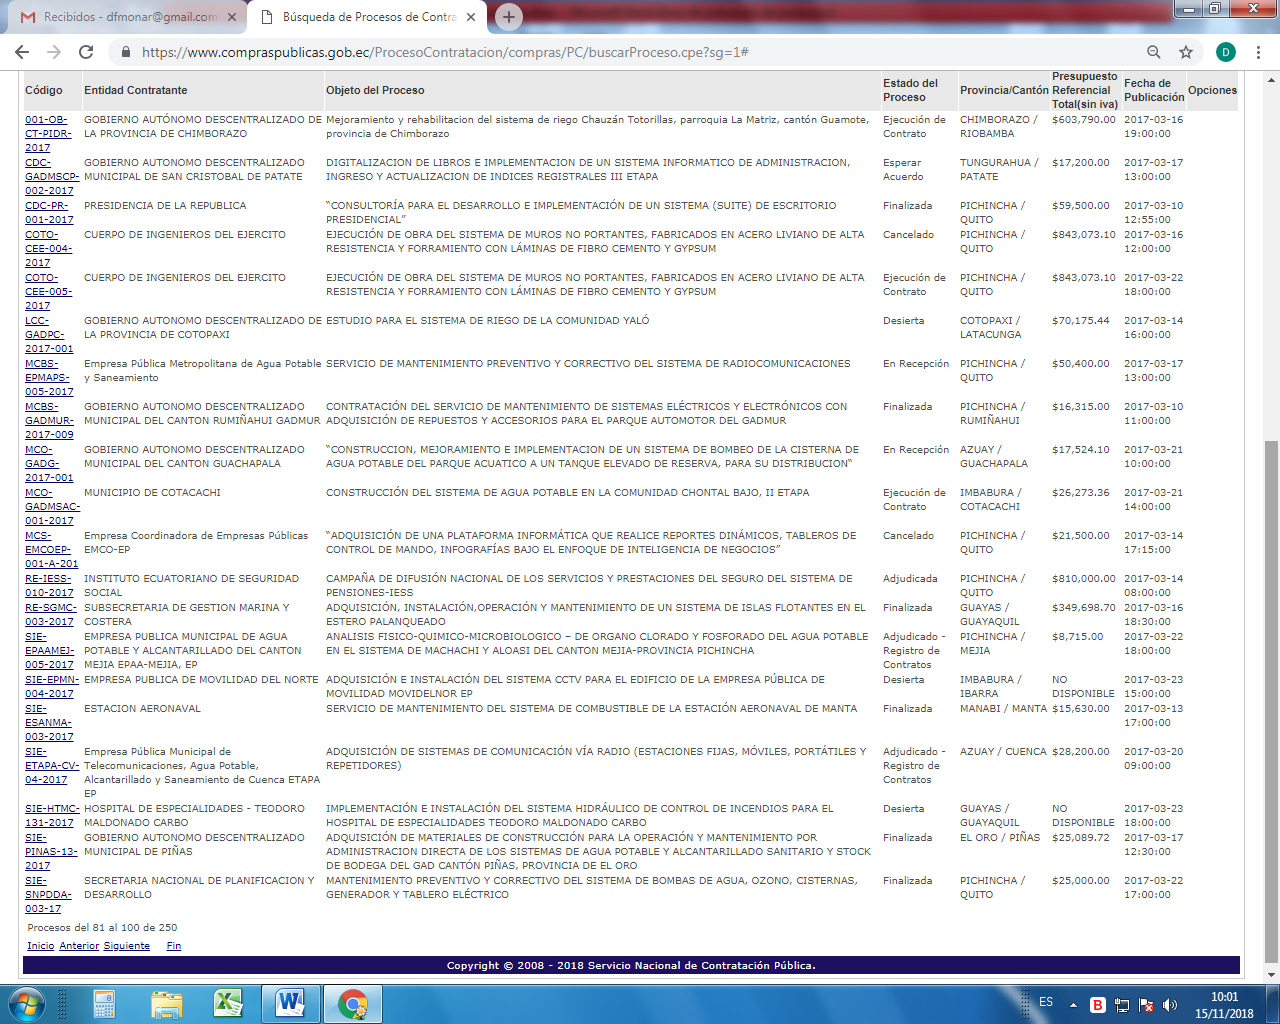 Recibidos - dfmonar@gmail.com
Búsqueda de Procesos de Contra
https://www.compraspublicas.gob.ec/ProcesoContratacion/compras/PC/buscarProceso.cpe?sg=1#
D
Código Entidad Contratante Objeto del Proceso Estado del Proceso Provincia/Cantón Presupuesto Referencial Total(sin iva) Fecha de Publicación Opciones
001-OB-CT-PIDR-2017 GOBIERNO AUTÓNOMO DESCENTRALIZADO DE LA PROVINCIA DE CHIMBORAZO Mejoramiento y rehabilitacion del sistema de riego Chauzán Totorillas, parroquia La Matriz, cantón Guamote, provincia de Chimborazo Ejecución de Contrato CHIMBORAZO / RIOBAMBA $603,790.00 2017-03-16 19:00:00
CDC-GADMSCP-002-2017 GOBIERNO AUTONOMO DESCENTRALIZADO MUNICIPAL DE SAN CRISTOBAL DE PATATE DIGITALIZACION DE LIBROS E IMPLEMENTACION DE UN SISTEMA INFORMATICO DE ADMINISTRACION, INGRESO Y ACTUALIZACION DE INDICES REGISTRALES III ETAPA Esperar Acuerdo TUNGURAHUA / PATATE $17,200.00 2017-03-17 13:00:00
CDC-PR-001-2017 PRESIDENCIA DE LA REPUBLICA “CONSULTORÍA PARA EL DESARROLLO E IMPLEMENTACIÓN DE UN SISTEMA (SUITE) DE ESCRITORIO PRESIDENCIAL” Finalizada PICHINCHA / QUITO $59,500.00 2017-03-10 12:55:00
COTO-CEE-004-2017 CUERPO DE INGENIEROS DEL EJERCITO EJECUCIÓN DE OBRA DEL SISTEMA DE MUROS NO PORTANTES, FABRICADOS EN ACERO LIVIANO DE ALTA RESISTENCIA Y FORRAMIENTO CON LÁMINAS DE FIBRO CEMENTO Y GYPSUM Cancelado PICHINCHA / QUITO $843,073.10 2017-03-16 12:00:00
COTO-CEE-005-2017 CUERPO DE INGENIEROS DEL EJERCITO EJECUCIÓN DE OBRA DEL SISTEMA DE MUROS NO PORTANTES, FABRICADOS EN ACERO LIVIANO DE ALTA RESISTENCIA Y FORRAMIENTO CON LÁMINAS DE FIBRO CEMENTO Y GYPSUM Ejecución de Contrato PICHINCHA / QUITO $843,073.10 2017-03-22 18:00:00
LCC-GADPC-2017-001 GOBIERNO AUTONOMO DESCENTRALIZADO DE LA PROVINCIA DE COTOPAXI ESTUDIO PARA EL SISTEMA DE RIEGO DE LA COMUNIDAD YALÓ Desierta COTOPAXI / LATACUNGA $70,175.44 2017-03-14 16:00:00
MCBS-EPMAPS-005-2017 Empresa Pública Metropolitana de Agua Potable y Saneamiento SERVICIO DE MANTENIMIENTO PREVENTIVO Y CORRECTIVO DEL SISTEMA DE RADIOCOMUNICACIONES En Recepción PICHINCHA / QUITO $50,400.00 2017-03-17 13:00:00
MCBS-GADMUR-2017-009 GOBIERNO AUTONOMO DESCENTRALIZADO MUNICIPAL DEL CANTON RUMIÑAHUI GADMUR CONTRATACIÓN DEL SERVICIO DE MANTENIMIENTO DE SISTEMAS ELÉCTRICOS Y ELECTRÓNICOS CON ADQUISICIÓN DE REPUESTOS Y ACCESORIOS PARA EL PARQUE AUTOMOTOR DEL GADMUR Finalizada PICHINCHA / RUMIÑAHUI $16,315.00 2017-03-10 11:00:00
MCO-GADG-2017-001 GOBIERNO AUTONOMO DESCENTRALIZADO MUNICIPAL DEL CANTON GUACHAPALA “CONSTRUCCION, MEJORAMIENTO E IMPLEMENTACION DE UN SISTEMA DE BOMBEO DE LA CISTERNA DE AGUA POTABLE DEL PARQUE ACUATICO A UN TANQUE ELEVADO DE RESERVA, PARA SU DISTRIBUCION“ En Recepción AZUAY / GUACHAPALA $17,524.10 2017-03-21 10:00:00
MCO-GADMSAC-001-2017 MUNICIPIO DE COTACACHI CONSTRUCCIÓN DEL SISTEMA DE AGUA POTABLE EN LA COMUNIDAD CHONTAL BAJO, II ETAPA Ejecución de Contrato IMBABURA / COTACACHI $26,273.36 2017-03-21 14:00:00
MCS-EMCOEP-001-A-201 Empresa Coordinadora de Empresas Públicas EMCO-EP “ADQUISICIÓN DE UNA PLATAFORMA INFORMÁTICA QUE REALICE REPORTES DINÁMICOS, TABLEROS DE CONTROL DE MANDO, INFOGRAFÍAS BAJO EL ENFOQUE DE INTELIGENCIA DE NEGOCIOS” Cancelado PICHINCHA / QUITO $21,500.00 2017-03-14 17:15:00
RE-IESS-010-2017 INSTITUTO ECUATORIANO DE SEGURIDAD SOCIAL CAMPAÑA DE DIFUSIÓN NACIONAL DE LOS SERVICIOS Y PRESTACIONES DEL SEGURO DEL SISTEMA DE PENSIONES-IESS Adjudicada PICHINCHA / QUITO $810,000.00 2017-03-14 08:00:00
RE-SGMC-003-2017 SUBSECRETARIA DE GESTION MARINA Y COSTERA ADQUISICIÓN, INSTALACIÓN,OPERACIÓN Y MANTENIMIENTO DE UN SISTEMA DE ISLAS FLOTANTES EN EL ESTERO PALANQUEADO Finalizada GUAYAS / GUAYAQUIL $349,698.70 2017-03-16 18:30:00
SIE-EPAAMEJ-005-2017 EMPRESA PUBLICA MUNICIPAL DE AGUA POTABLE Y ALCANTARILLADO DEL CANTON MEJIA EPAA-MEJIA, EP ANALISIS FISICO-QUIMICO-MICROBIOLOGICO – DE ORGANO CLORADO Y FOSFORADO DEL AGUA POTABLE EN EL SISTEMA DE MACHACHI Y ALOASI DEL CANTON MEJIA-PROVINCIA PICHINCHA Adjudicado - Registro de Contratos PICHINCHA / MEJIA $8,715.00 2017-03-22 18:00:00
SIE-EPMN-004-2017 EMPRESA PUBLICA DE MOVILIDAD DEL NORTE ADQUISICIÓN E INSTALACIÓN DEL SISTEMA CCTV PARA EL EDIFICIO DE LA EMPRESA PÚBLICA DE MOVILIDAD MOVIDELNOR EP Desierta IMBABURA / IBARRA NO DISPONIBLE 2017-03-23 15:00:00
SIE-ESANMA-003-2017 ESTACION AERONAVAL SERVICIO DE MANTENIMIENTO DEL SISTEMA DE COMBUSTIBLE DE LA ESTACIÓN AERONAVAL DE MANTA Finalizada MANABI / MANTA $15,630.00 2017-03-13 17:00:00
SIE-ETAPA-CV-04-2017 Empresa Pública Municipal de Telecomunicaciones, Agua Potable, Alcantarillado y Saneamiento de Cuenca ETAPA EP ADQUISICIÓN DE SISTEMAS DE COMUNICACIÓN VÍA RADIO (ESTACIONES FIJAS, MÓVILES, PORTÁTILES Y REPETIDORES) Adjudicado - Registro de Contratos AZUAY / CUENCA $28,200.00 2017-03-20 09:00:00
SIE-HTMC-131-2017 HOSPITAL DE ESPECIALIDADES - TEODORO MALDONADO CARBO IMPLEMENTACIÓN E INSTALACIÓN DEL SISTEMA HIDRÁULICO DE CONTROL DE INCENDIOS PARA EL HOSPITAL DE ESPECIALIDADES TEODORO MALDONADO CARBO Desierta GUAYAS / GUAYAQUIL NO DISPONIBLE 2017-03-23 18:00:00
SIE-PINAS-13-2017 GOBIERNO AUTONOMO DESCENTRALIZADO MUNICIPAL DE PIÑAS ADQUISICIÓN DE MATERIALES DE CONSTRUCCIÓN PARA LA OPERACIÓN Y MANTENIMIENTO POR ADMINISTRACION DIRECTA DE LOS SISTEMAS DE AGUA POTABLE Y ALCANTARILLADO SANITARIO Y STOCK DE BODEGA DEL GAD CANTÓN PIÑAS, PROVINCIA DE EL ORO Finalizada EL ORO / PIÑAS $25,089.72 2017-03-17 12:30:00
SIE-SNPDDA-003-17 SECRETARIA NACIONAL DE PLANIFICACION Y DESARROLLO MANTENIMIENTO PREVENTIVO Y CORRECTIVO DEL SISTEMA DE BOMBAS DE AGUA, OZONO, CISTERNAS, GENERADOR Y TABLERO ELÉCTRICO Finalizada PICHINCHA / QUITO $25,000.00 2017-03-22 17:00:00
Procesos del 81 al 100 de 250
Inicio Anterior Siguiente Fin
Copyright © 2008 - 2018 Servicio Nacional de Contratación Pública.
ES
B
10:01
15/11/2018